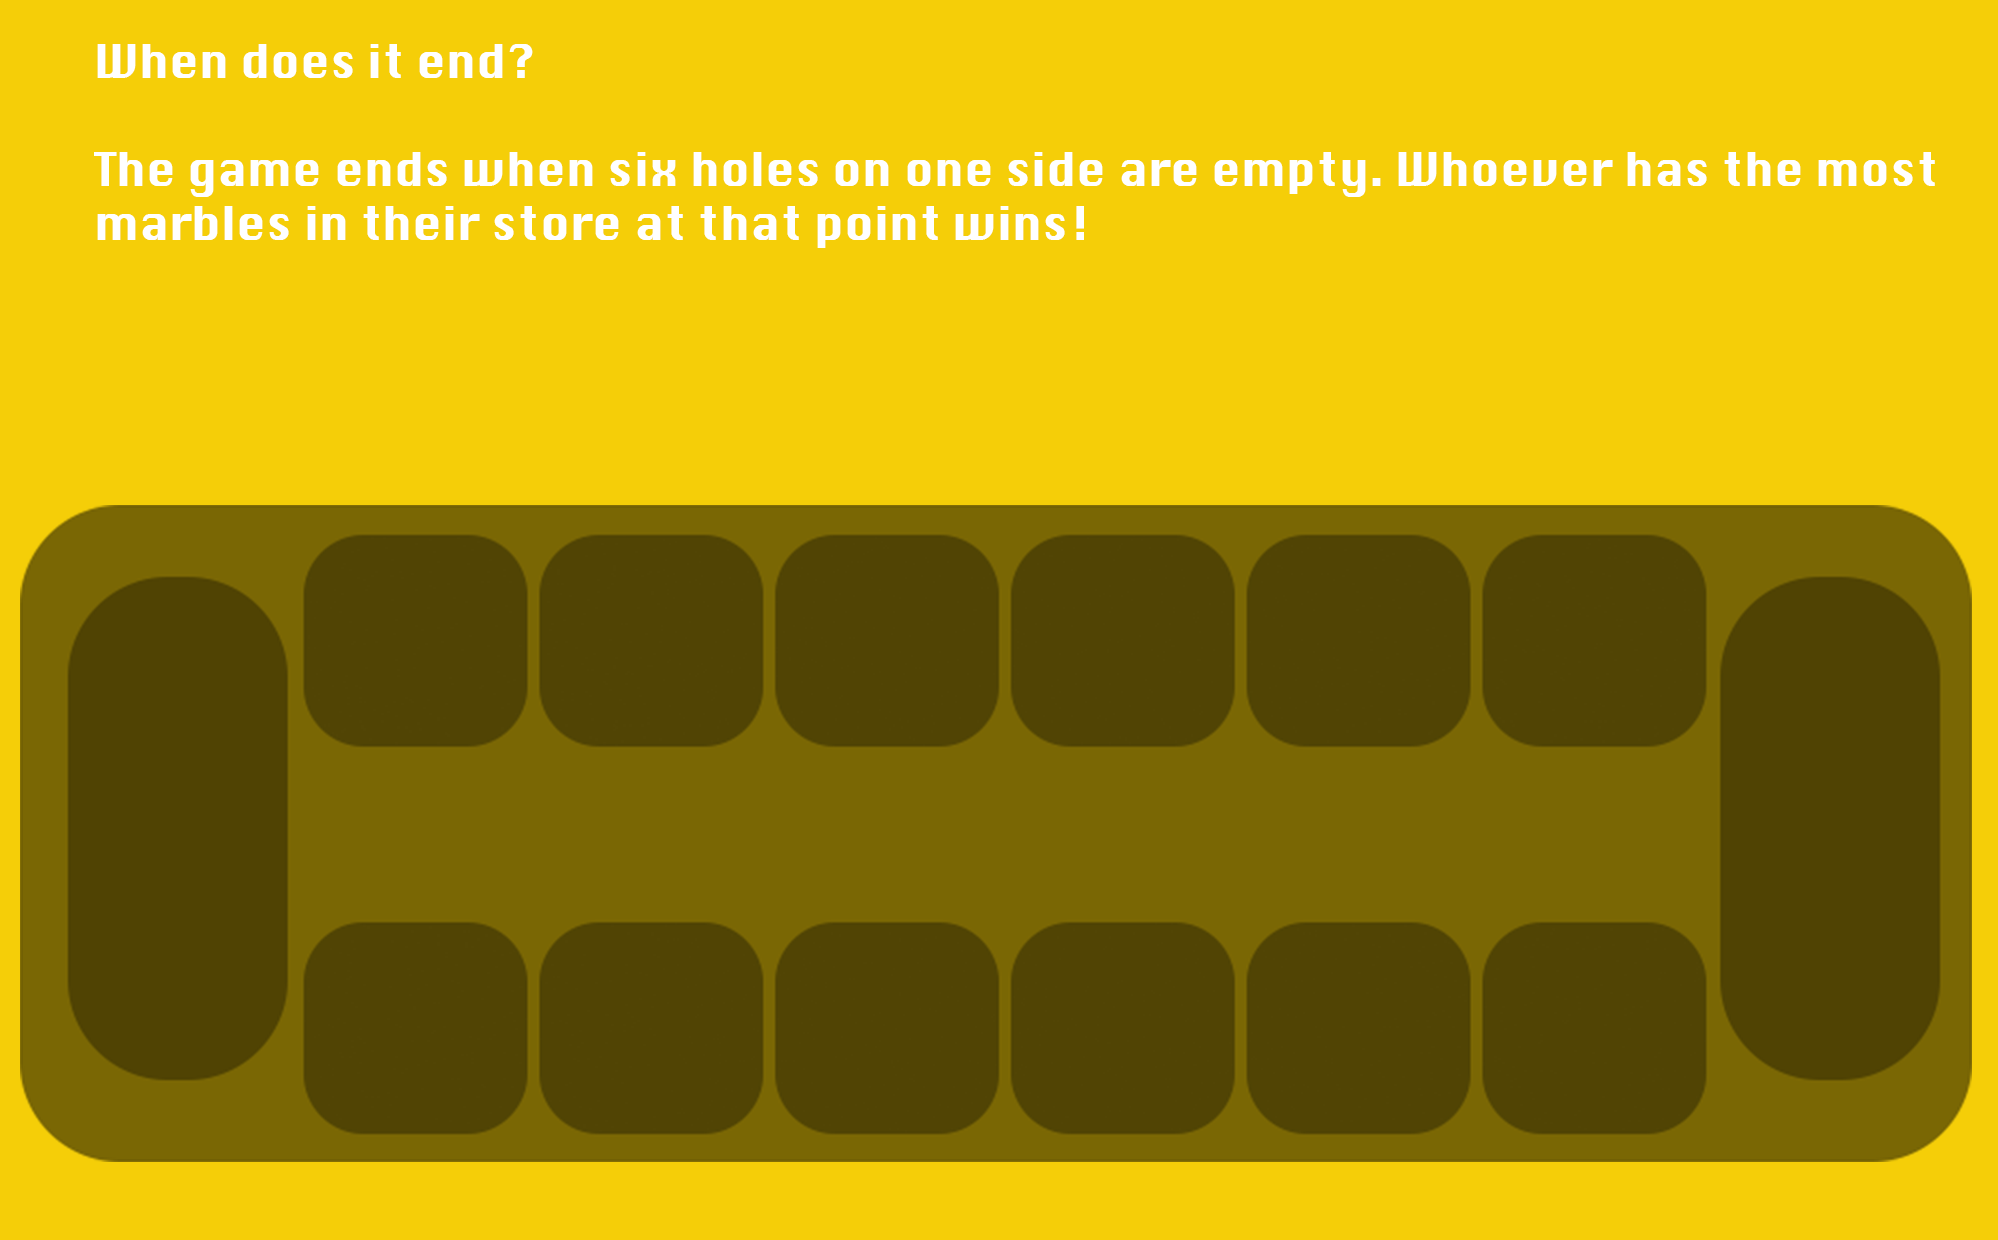 When does it end?
The game ends when six holes on one side are empty. Whoever has the most
marbles in their store at that point wins!